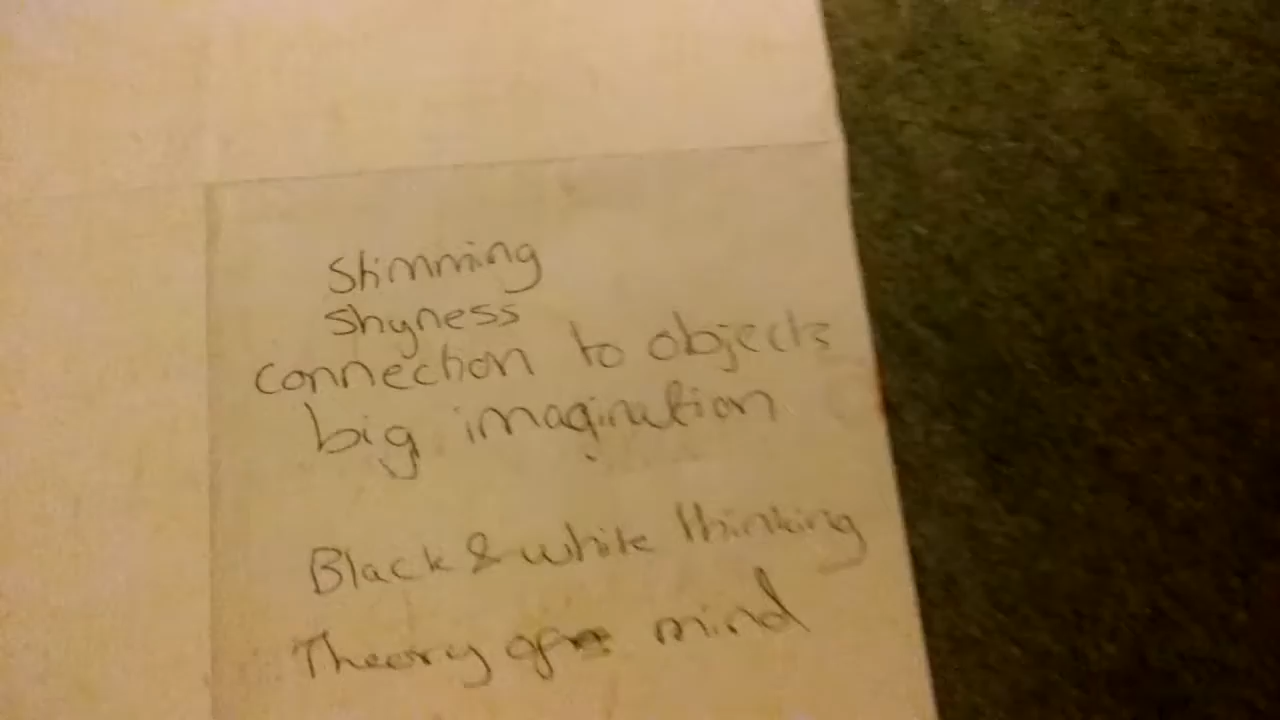 Stimming
Shyness
connection to objects
big imagination
Black & white thinking
Theory of mind